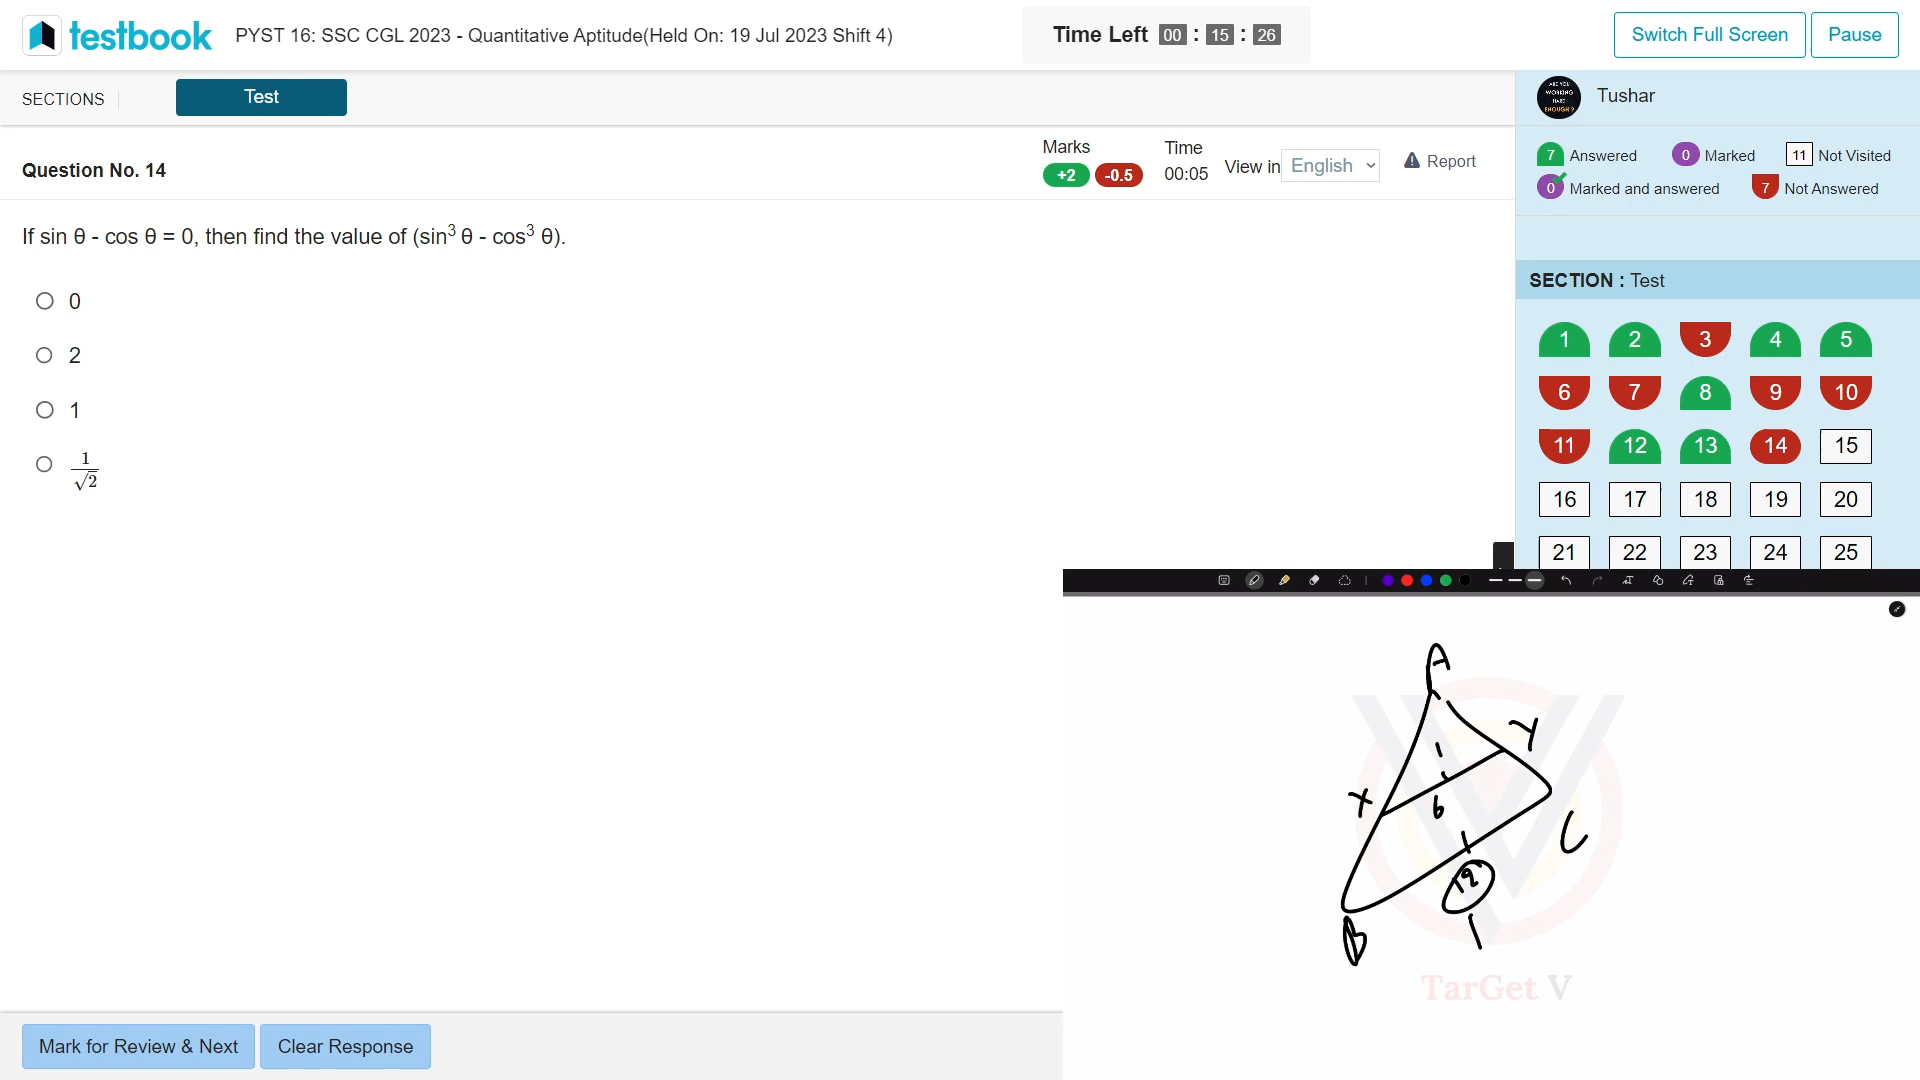 testbook PYST 16: SSC CGL 2023 - Quantitative Aptitude(Held On: 19 Jul 2023 Shift 4) Time Left 00 : 15 : 26 Switch Full Screen Pause
SECTIONS Test
ARE YOU WORKING HARD ENOUGH ? Tushar
Question No. 14
Marks +2 -0.5
Time 00:05
View in English
Report
7 Answered 0 Marked 11 Not Visited
0 Marked and answered 7 Not Answered
If sin θ - cos θ = 0, then find the value of (sin³ θ - cos³ θ).
0
2
1
1/√2
SECTION : Test
1 2 3 4 5
6 7 8 9 10
11 12 13 14 15
16 17 18 19 20
21 22 23 24 25
A
Y
X
6
C
12
B
TarGet V
Mark for Review & Next Clear Response